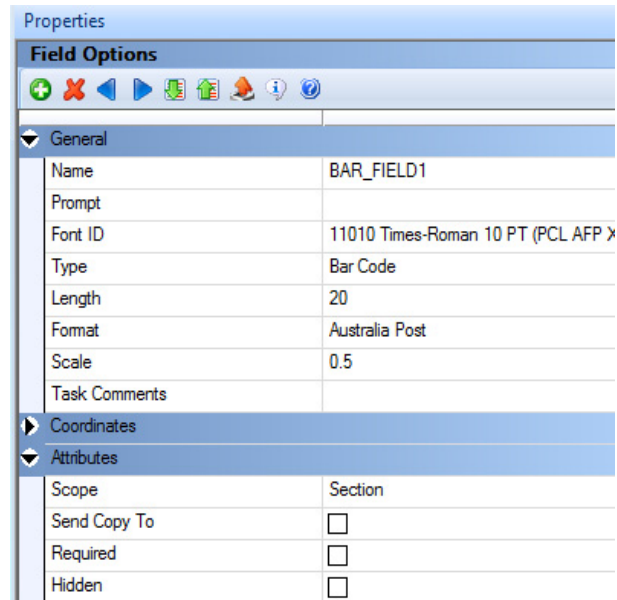 Properties
Field Options
General
Name BAR_FIELD1
Prompt
Font ID 11010 Times-Roman 10 PT (PCL AFP X
Type Bar Code
Length 20
Format Australia Post
Scale 0.5
Task Comments
Coordinates
Attributes
Scope Section
Send Copy To
Required
Hidden